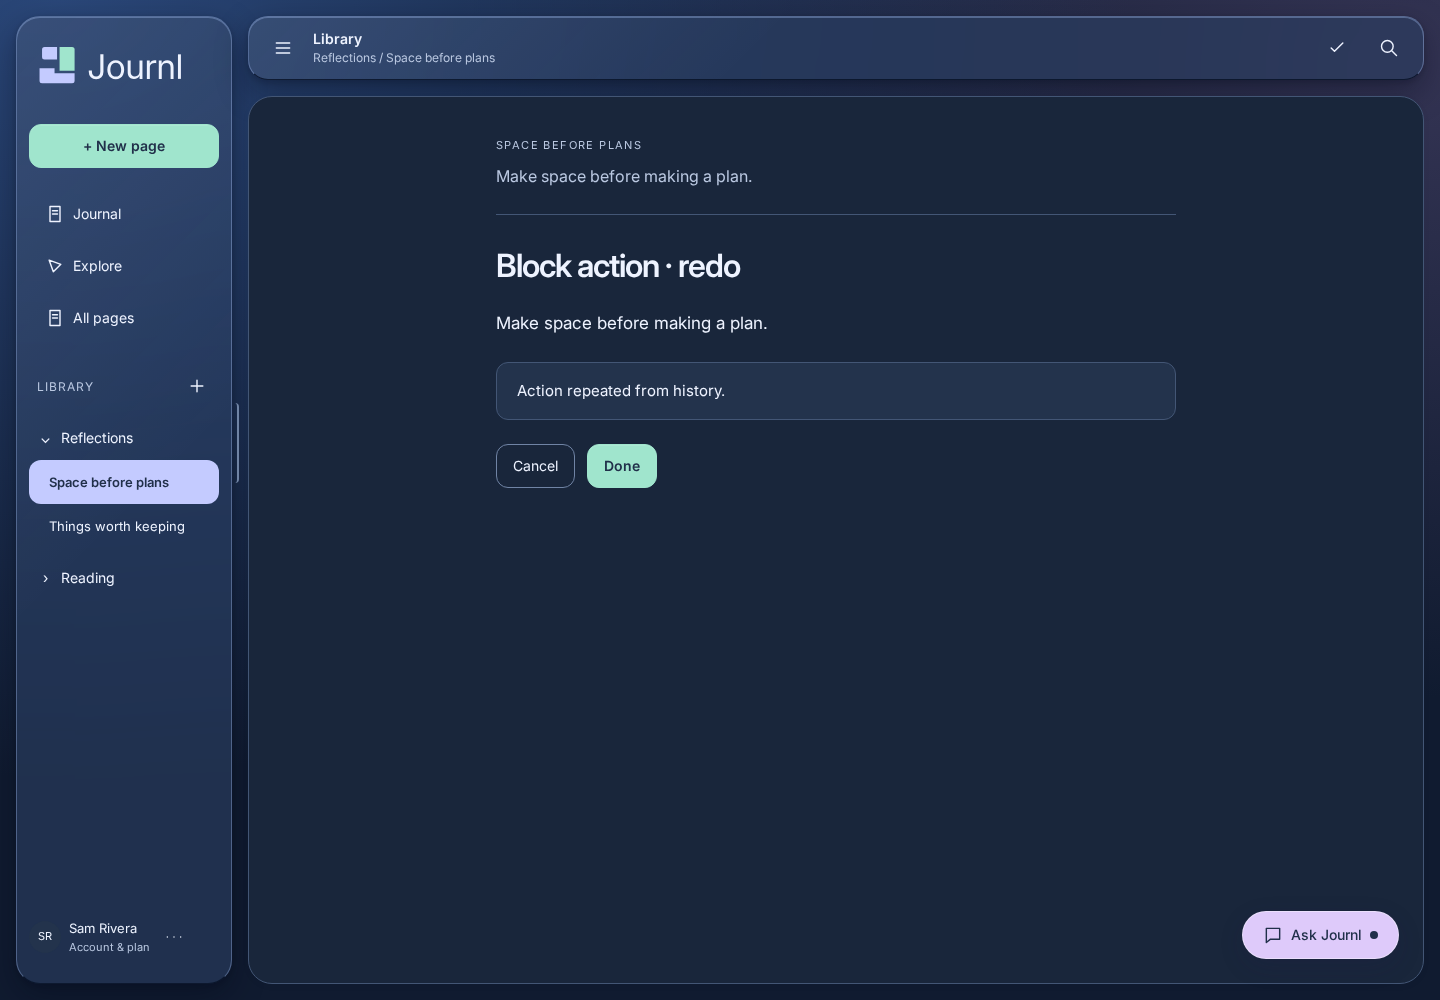 Journl
+ New page
Journal
Explore
All pages
LIBRARY
Reflections
Space before plans
Things worth keeping
Reading
SR
Sam Rivera
Account & plan
Library
Reflections / Space before plans
SPACE BEFORE PLANS
Make space before making a plan.
Block action · redo
Make space before making a plan.
Action repeated from history.
Cancel
Done
Ask Journl